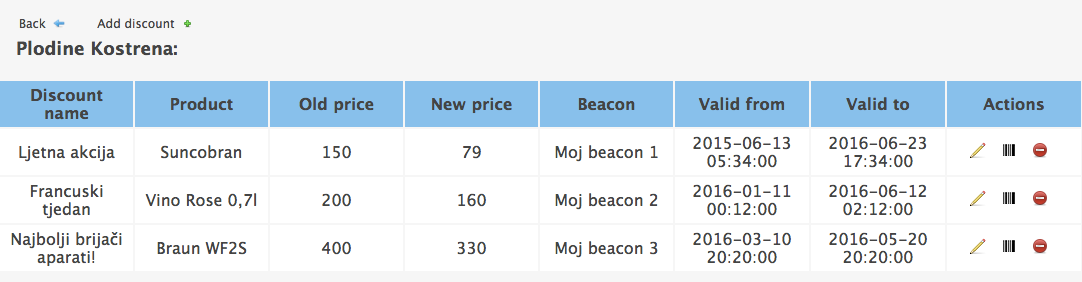 Back Add discount
Plodine Kostrena:
Discount name Product Old price New price Beacon Valid from Valid to Actions
Ljetna akcija Suncobran 150 79 Moj beacon 1 2015-06-13 05:34:00 2016-06-23 17:34:00
Francuski tjedan Vino Rose 0,7l 200 160 Moj beacon 2 2016-01-11 00:12:00 2016-06-12 02:12:00
Najbolji brijači aparati! Braun WF2S 400 330 Moj beacon 3 2016-03-10 20:20:00 2016-05-20 20:20:00